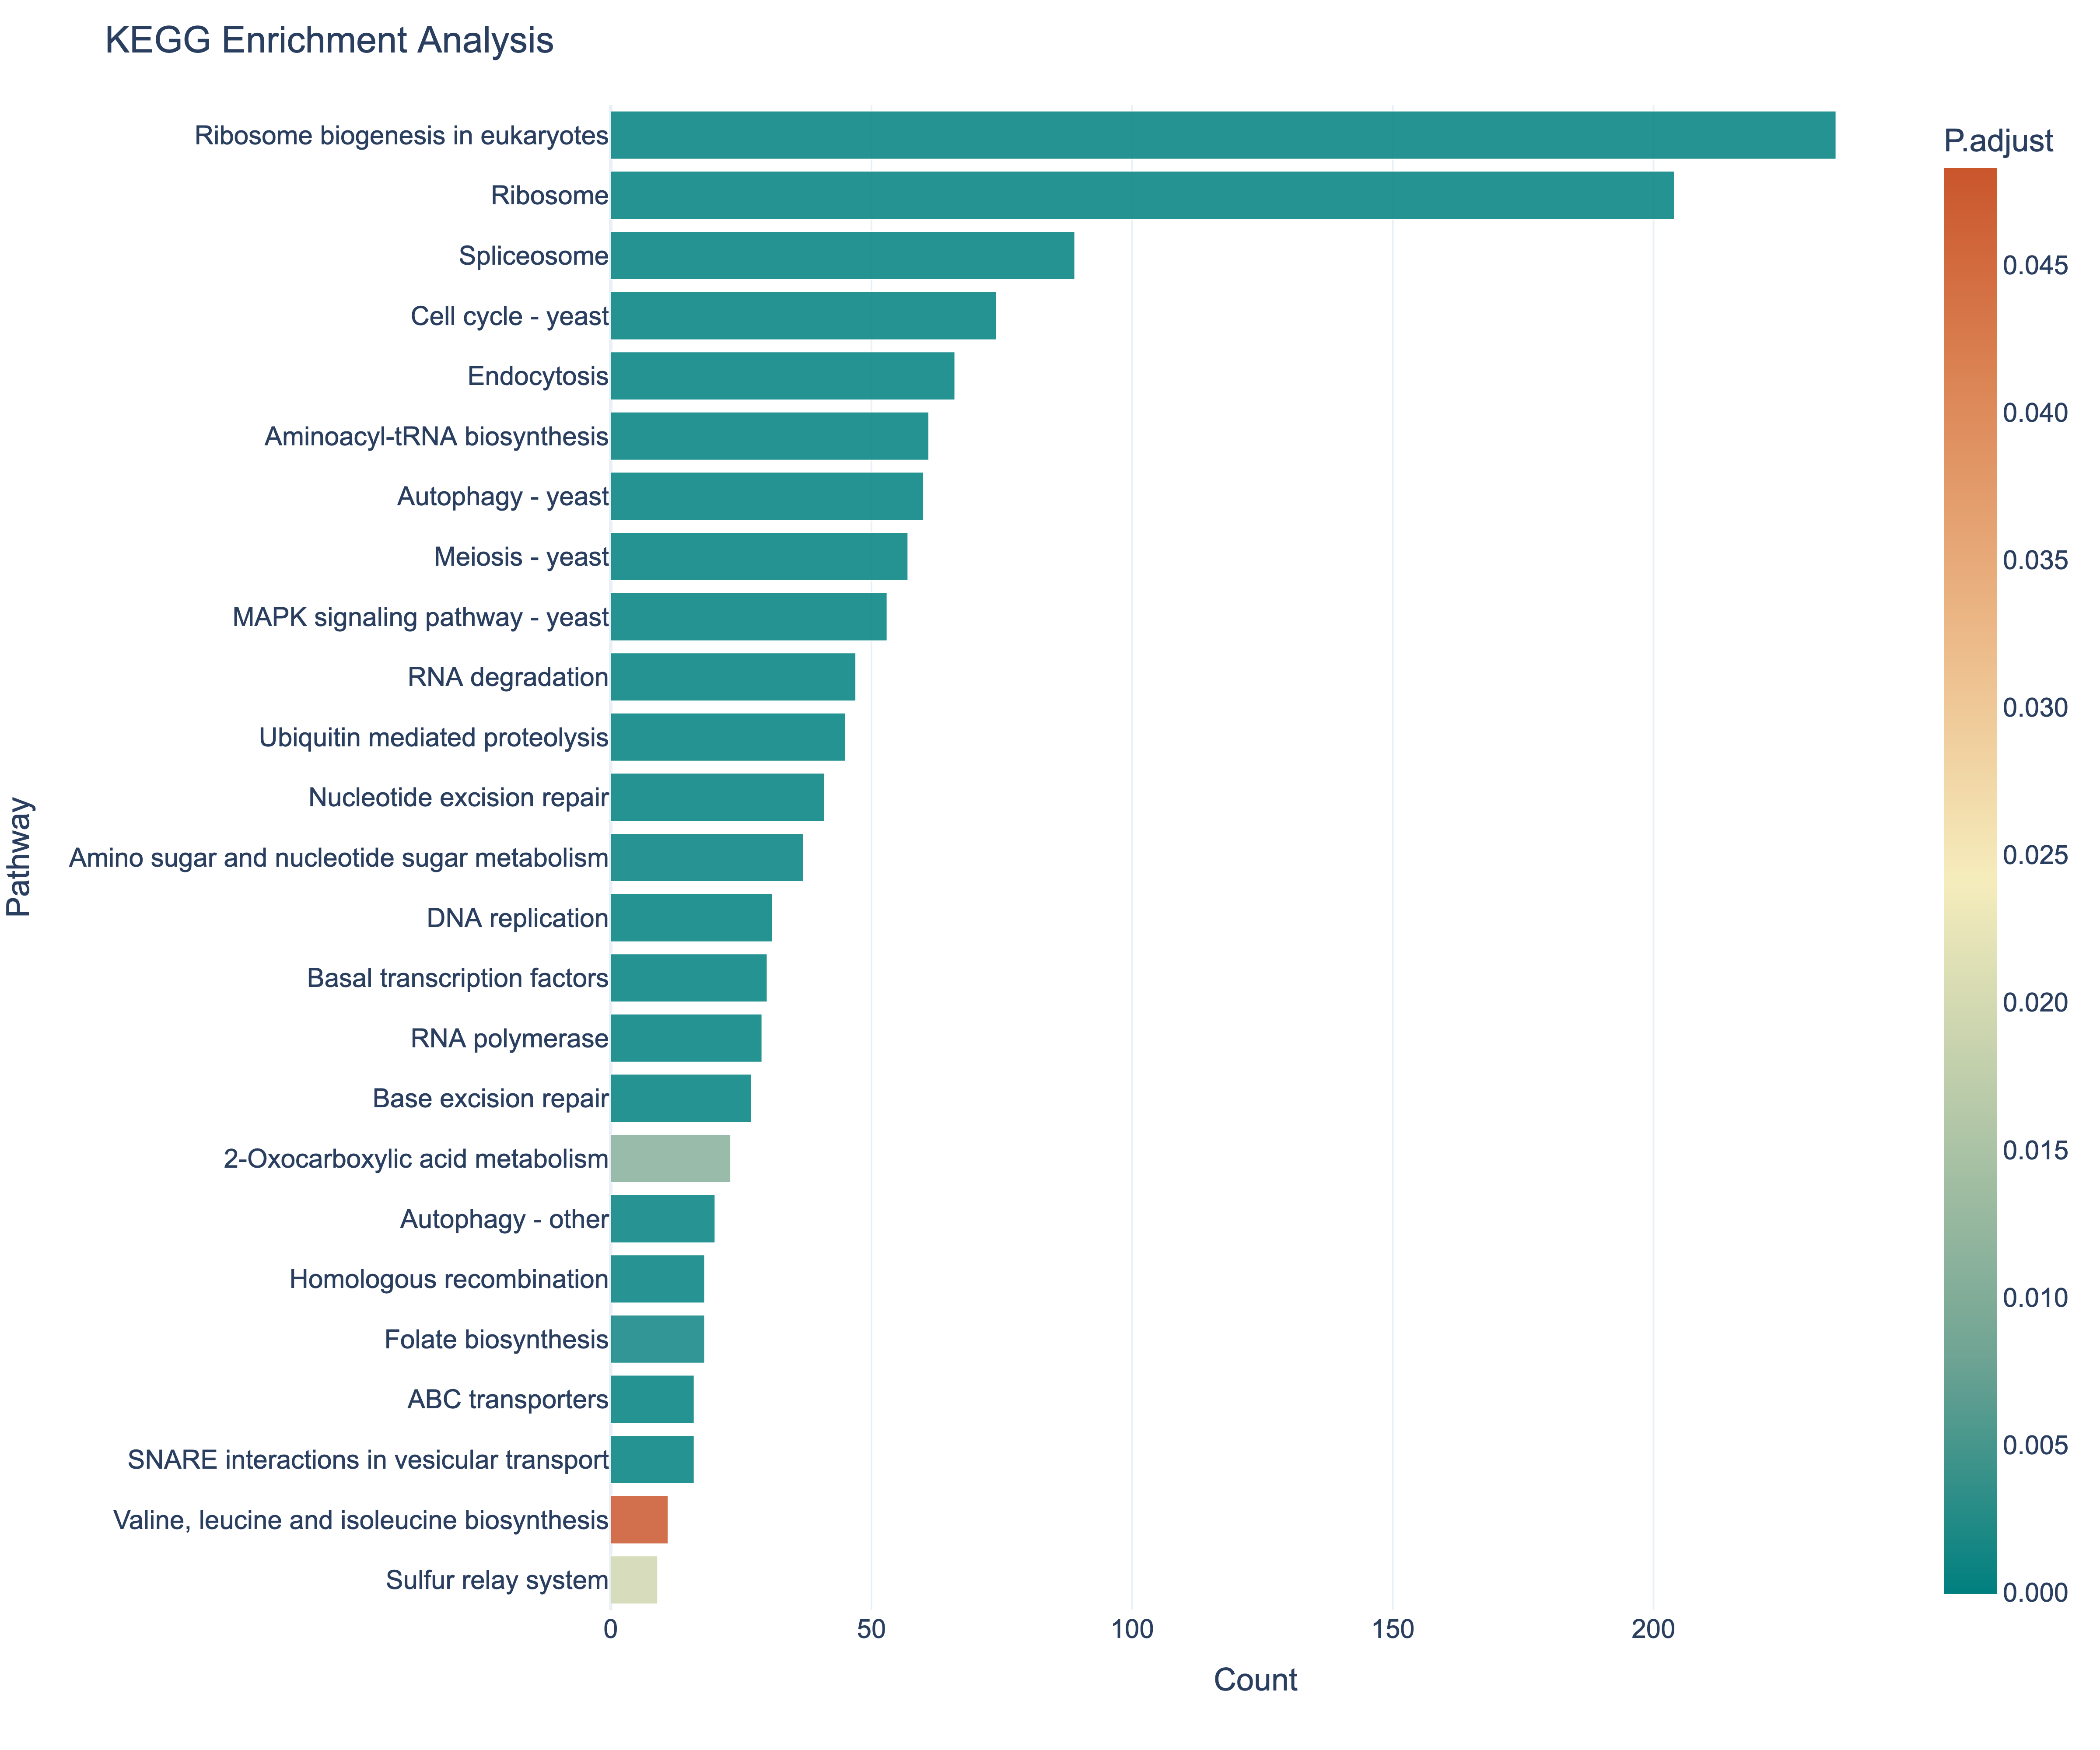 KEGG Enrichment Analysis
Ribosome biogenesis in eukaryotes
Ribosome
Spliceosome
Cell cycle - yeast
Endocytosis
Aminoacyl-tRNA biosynthesis
Autophagy - yeast
Meiosis - yeast
MAPK signaling pathway - yeast
RNA degradation
Ubiquitin mediated proteolysis
Nucleotide excision repair
Amino sugar and nucleotide sugar metabolism
DNA replication
Basal transcription factors
RNA polymerase
Base excision repair
2-Oxocarboxylic acid metabolism
Autophagy - other
Homologous recombination
Folate biosynthesis
ABC transporters
SNARE interactions in vesicular transport
Valine, leucine and isoleucine biosynthesis
Sulfur relay system
Pathway
0 50 100 150 200
Count
P.adjust
0.045
0.040
0.035
0.030
0.025
0.020
0.015
0.010
0.005
0.000